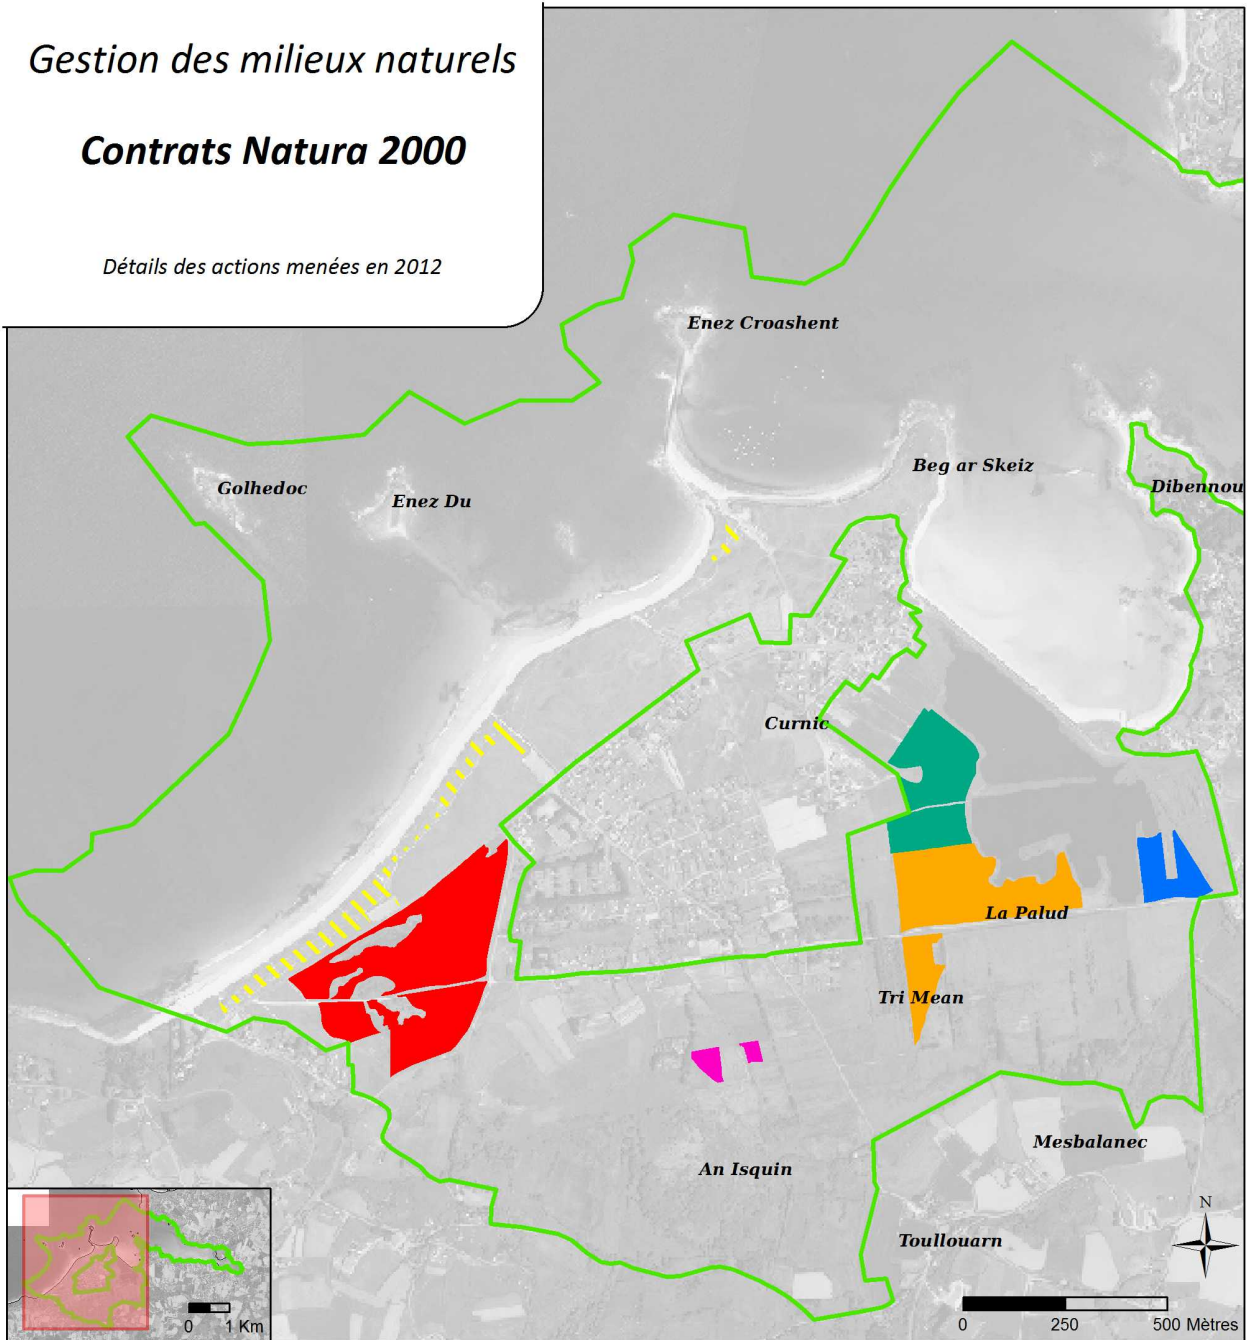 Gestion des milieux naturels
Contrats Natura 2000
Détails des actions menées en 2012
Enez Croashent
Beg ar Skeiz
Dibennou
Golhedoc
Enez Du
Curnic
La Palud
Tri Mean
Mesbalanec
An Isquin
Toullouarn
N
0 1 Km
0 250 500 Mètres